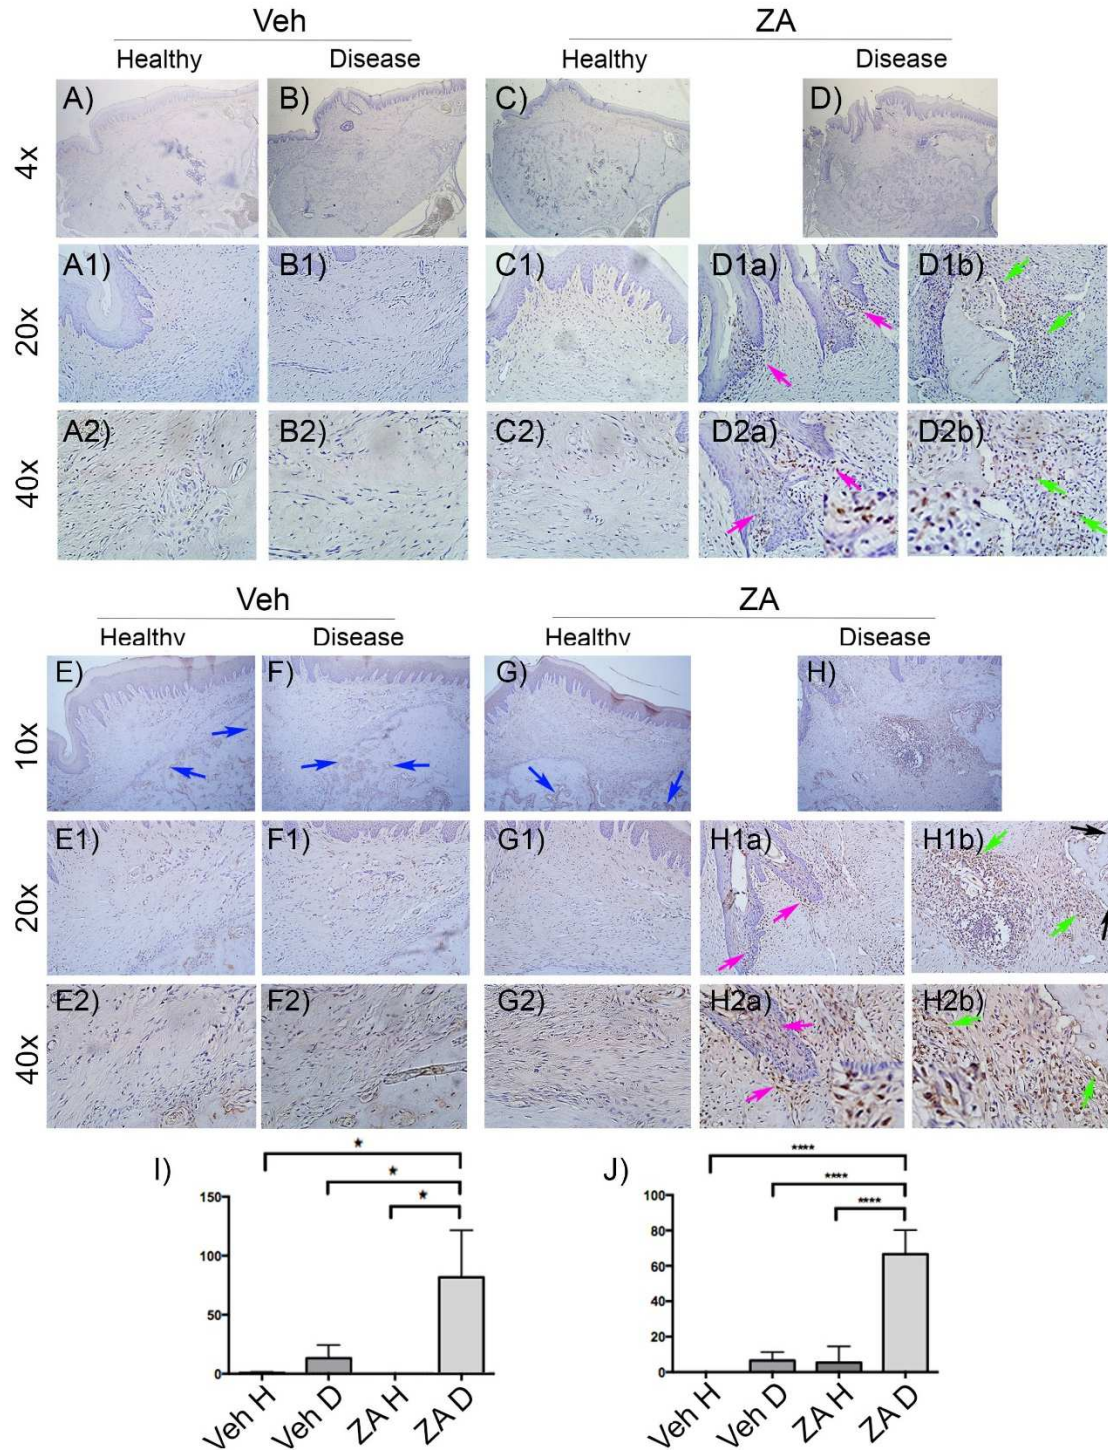 Veh ZA
Healthy Disease Healthy Disease
4x
A) B) C) D)
20x
A1) B1) C1) D1a) D1b)
40x
A2) B2) C2) D2a) D2b)
Veh ZA
Healthy Disease Healthy Disease
10x
E) F) G) H)
20x
E1) F1) G1) H1a) H1b)
40x
E2) F2) G2) H2a) H2b)
I)
* 
*
*
150
100
50
0
Veh H Veh D ZA H ZA D
J)
****
****
****
100
80
60
40
20
0
Veh H Veh D ZA H ZA D